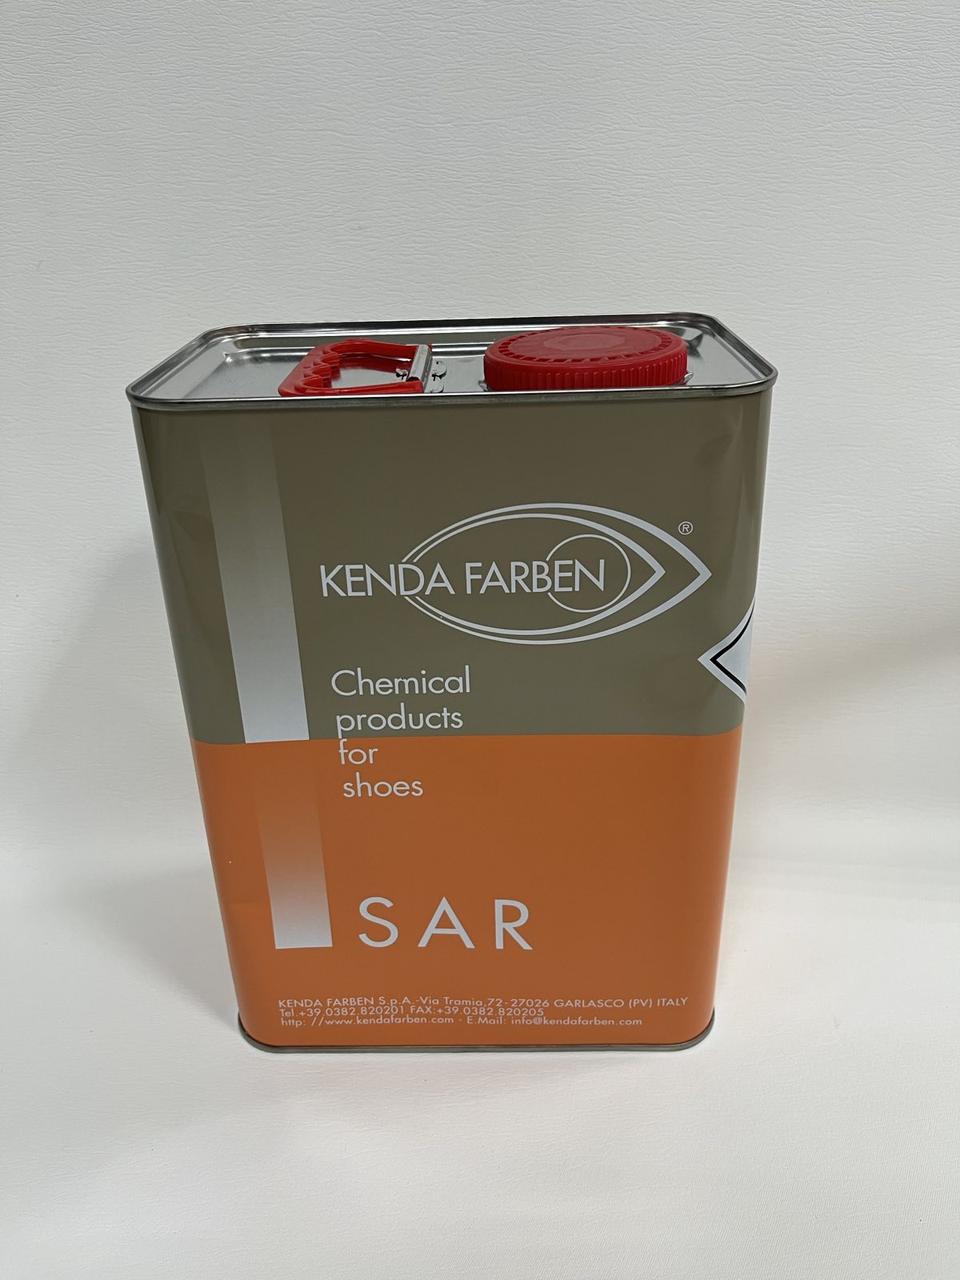 KENDA FARBEN ®
Chemical
products
for
shoes
SAR
KENDA FARBEN S.p.A.-Via Tramia,72-27026 GARLASCO (PV) ITALY
Tel.+39.0382.820201 FAX:+39.0382.820205
http: //www.kendafarben.com - E.Mail: info@kendafarben.com